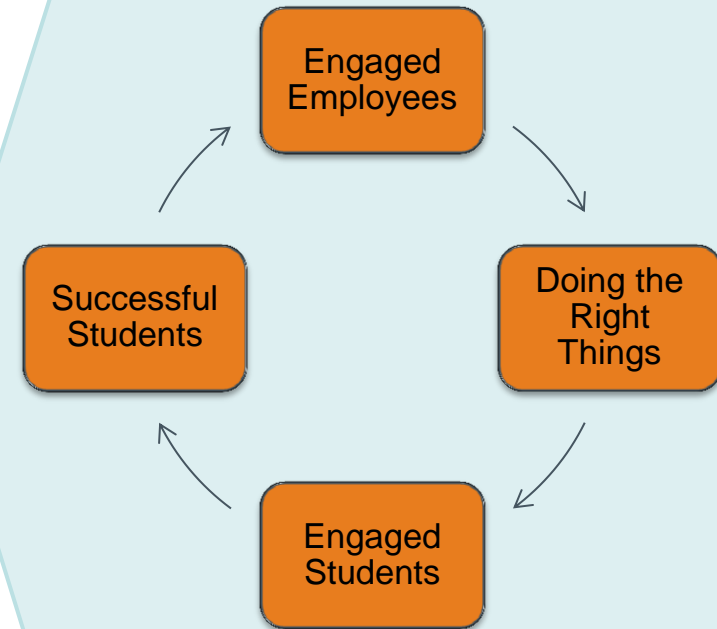 Engaged
Employees
Successful
Students
Doing the
Right
Things
Engaged
Students